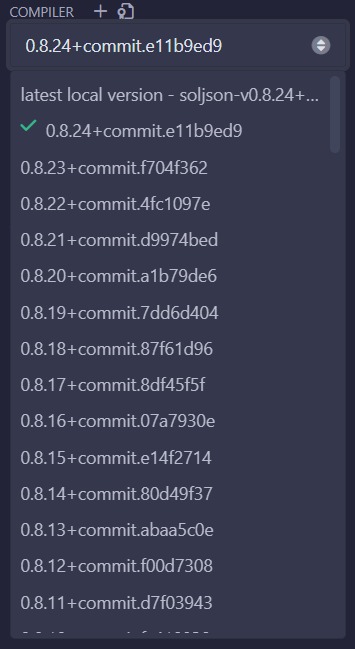 COMPILER
0.8.24+commit.e11b9ed9
latest local version - soljson-v0.8.24+...
0.8.24+commit.e11b9ed9
0.8.23+commit.f704f362
0.8.22+commit.4fc1097e
0.8.21+commit.d9974bed
0.8.20+commit.a1b79de6
0.8.19+commit.7dd6d404
0.8.18+commit.87f61d96
0.8.17+commit.8df45f5f
0.8.16+commit.07a7930e
0.8.15+commit.e14f2714
0.8.14+commit.80d49f37
0.8.13+commit.abaa5c0e
0.8.12+commit.f00d7308
0.8.11+commit.d7f03943